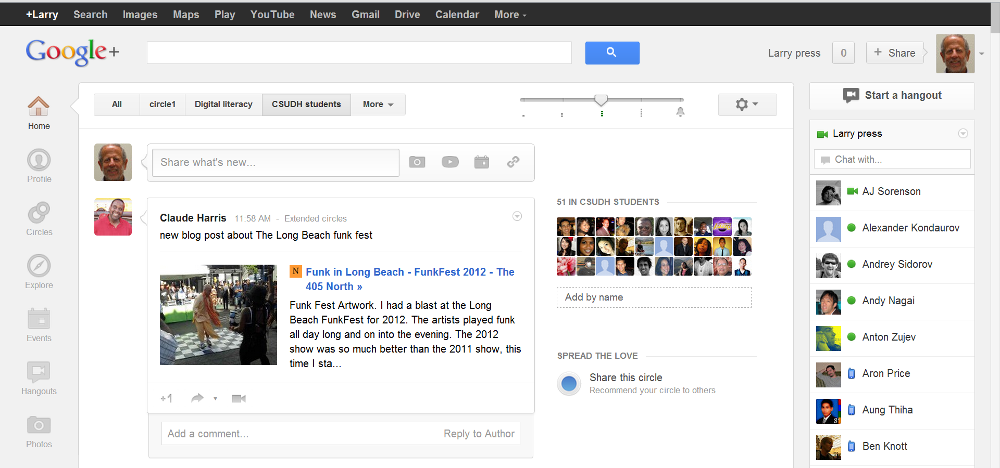 +Larry Search Images Maps Play YouTube News Gmail Drive Calendar More
Google+
Larry press 0 + Share
Home
Profile
Circles
Explore
Events
Hangouts
Photos
All circle1 Digital literacy CSUDH students More
Share what's new...
Claude Harris 11:58 AM - Extended circles
new blog post about The Long Beach funk fest
N Funk in Long Beach - FunkFest 2012 - The
405 North »
Funk Fest Artwork. I had a blast at the Long
Beach FunkFest for 2012. The artists played funk
all day long and on into the evening. The 2012
show was so much better than the 2011 show, this
time I sta...
+1
Add a comment... Reply to Author
51 IN CSUDH STUDENTS
Add by name
SPREAD THE LOVE
Share this circle
Recommend your circle to others
Start a hangout
Larry press
Chat with...
AJ Sorenson
Alexander Kondaurov
Andrey Sidorov
Andy Nagai
Anton Zujev
Aron Price
Aung Thiha
Ben Knott